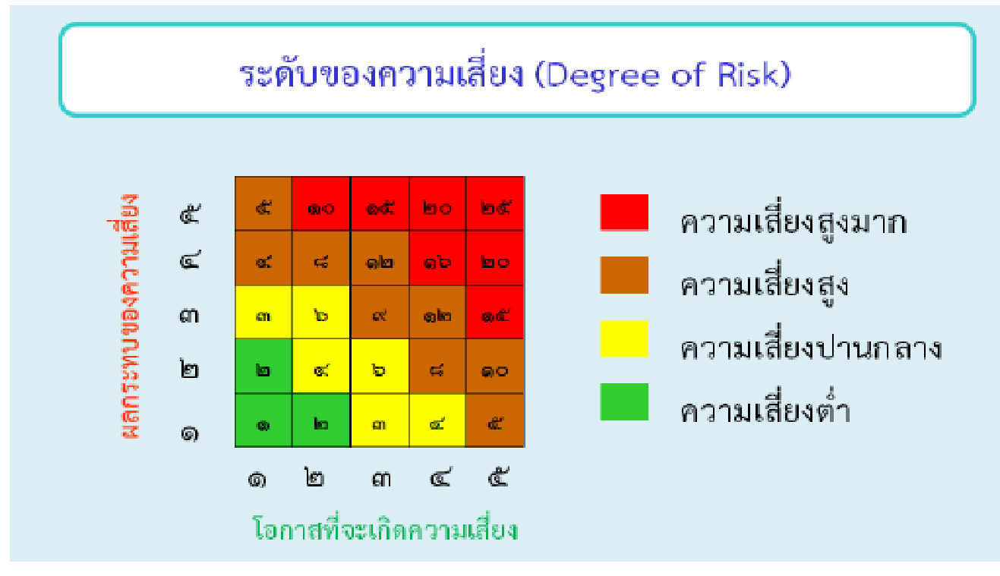 ระดับของความเสี่ยง (Degree of Risk)
ผลกระทบของความเสี่ยง
๕ ๕ ๑๐ ๑๕ ๒๐ ๒๕
๔ ๔ ๘ ๑๒ ๑๖ ๒๐
๓ ๓ ๖ ๙ ๑๒ ๑๕
๒ ๒ ๔ ๖ ๘ ๑๐
๑ ๑ ๒ ๓ ๔ ๕
๑ ๒ ๓ ๔ ๕
โอกาสที่จะเกิดความเสี่ยง
ความเสี่ยงสูงมาก
ความเสี่ยงสูง
ความเสี่ยงปานกลาง
ความเสี่ยงต่ำ